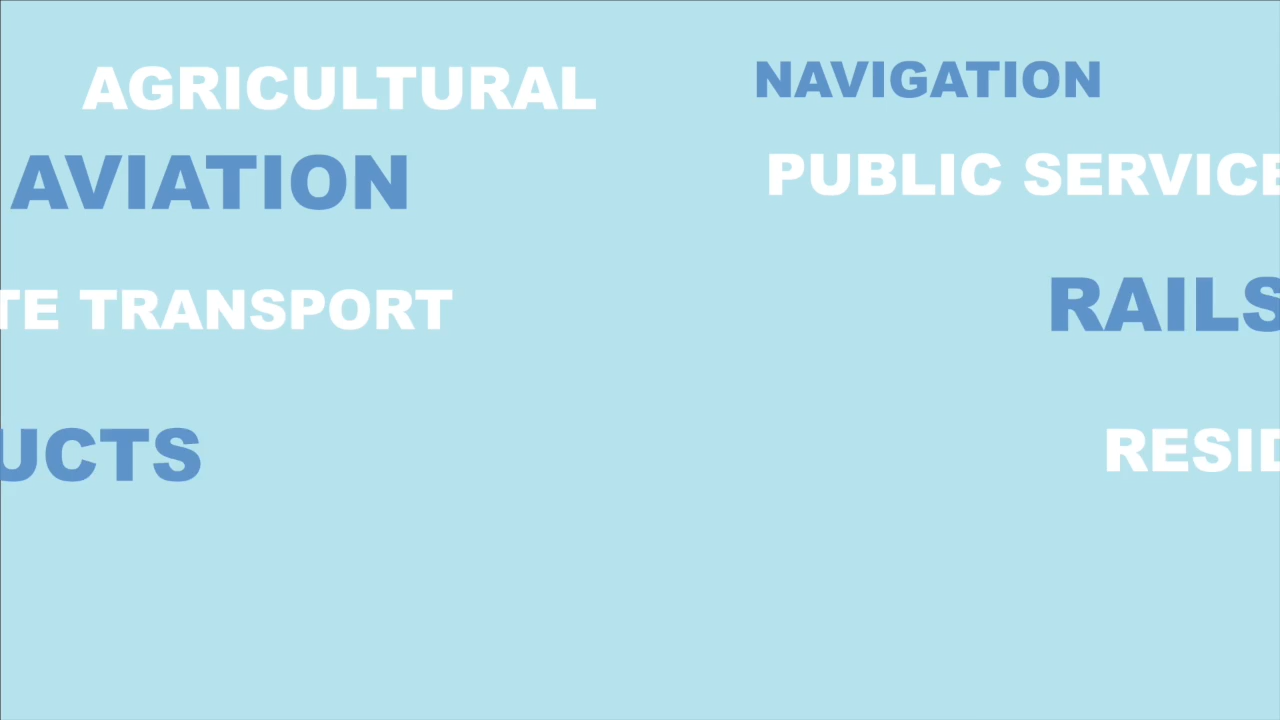 AGRICULTURAL
NAVIGATION
AVIATION
PUBLIC SERVICE
TE TRANSPORT
RAILS
UCTS
RESID